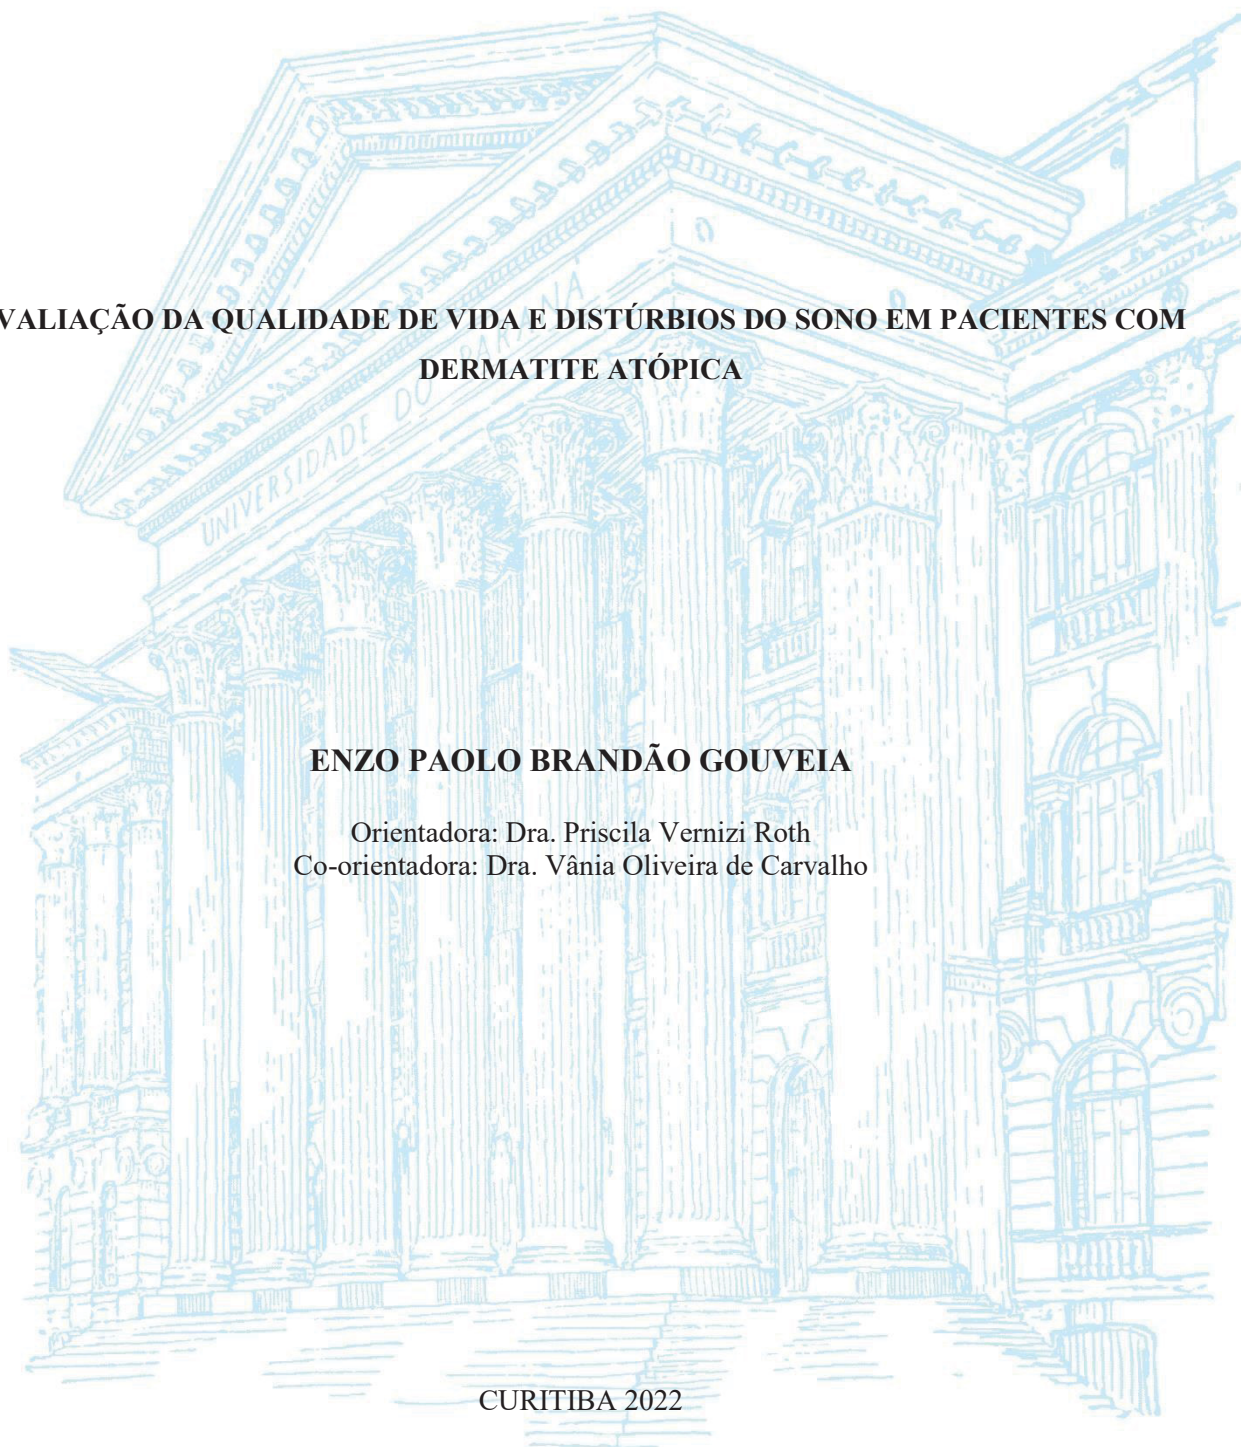 VALIAÇÃO DA QUALIDADE DE VIDA E DISTÚRBIOS DO SONO EM PACIENTES COM
DERMATITE ATÓPICA
UNIVERSIDADE DO PARANÁ
ENZO PAOLO BRANDÃO GOUVEIA
Orientadora: Dra. Priscila Vernizi Roth
Co-orientadora: Dra. Vânia Oliveira de Carvalho
CURITIBA 2022